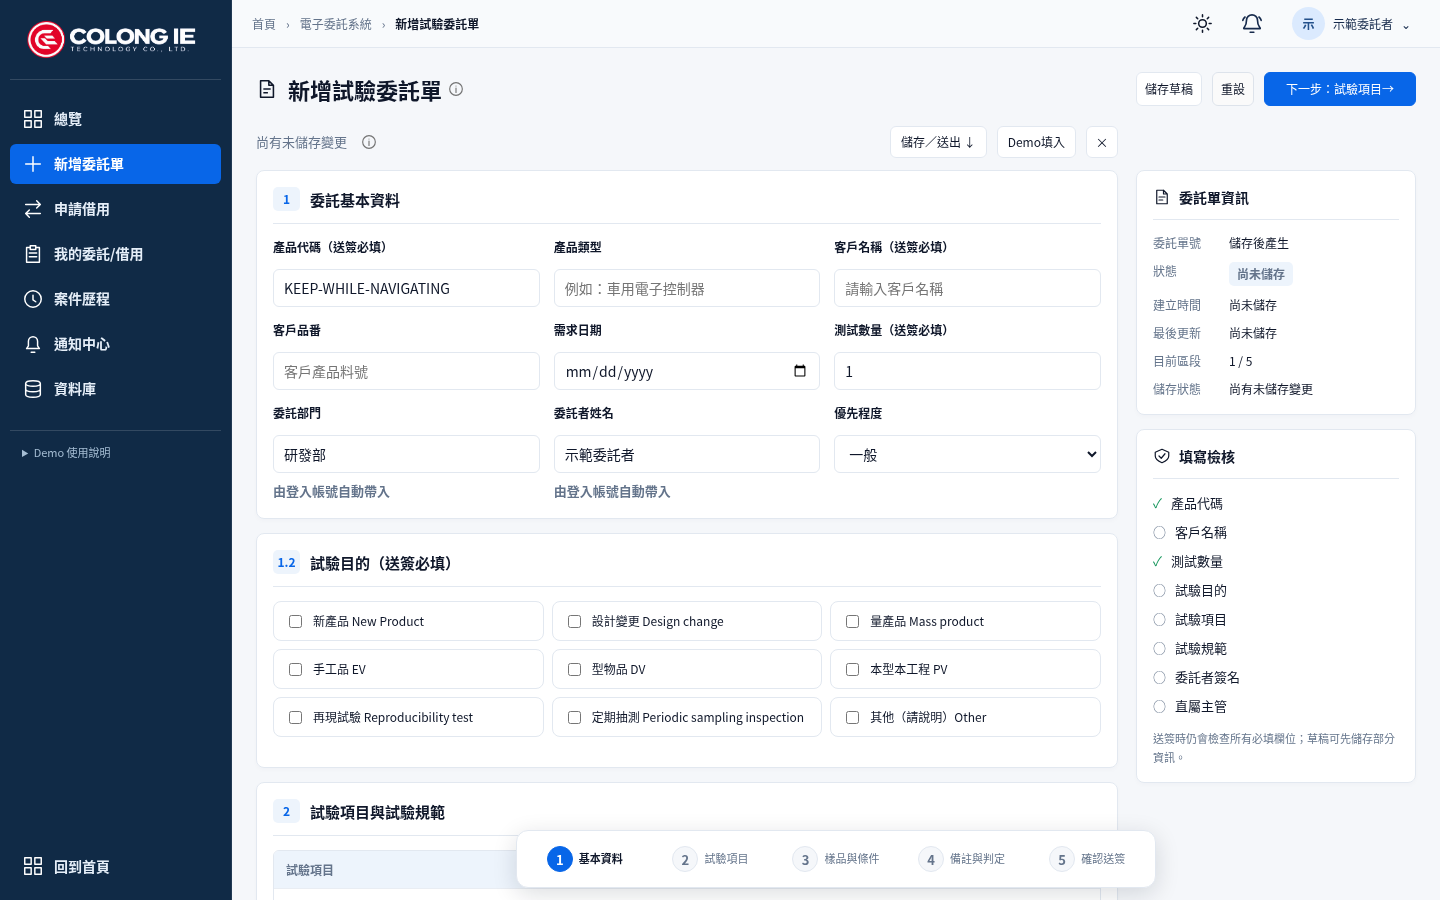 COLONG IE
TECHNOLOGY CO., LTD.
總覽
新增委託單
申請借用
我的委託/借用
案件歷程
通知中心
資料庫
Demo 使用說明
回到首頁
首頁 › 電子委託系統 › 新增試驗委託單
示 示範委託者
新增試驗委託單
儲存草稿 重設 下一步：試驗項目→
尚有未儲存變更
儲存／送出 ↓ Demo填入 ×
1 委託基本資料
產品代碼（送簽必填） 產品類型 客戶名稱（送簽必填）
KEEP-WHILE-NAVIGATING 例如：車用電子控制器 請輸入客戶名稱
客戶品番 需求日期 測試數量（送簽必填）
客戶產品料號 mm/dd/yyyy 1
委託部門 委託者姓名 優先程度
研發部 示範委託者 一般
由登入帳號自動帶入 由登入帳號自動帶入
1.2 試驗目的（送簽必填）
新產品 New Product 設計變更 Design change 量產品 Mass product
手工品 EV 型物品 DV 本型本工程 PV
再現試驗 Reproducibility test 定期抽測 Periodic sampling inspection 其他（請說明）Other
2 試驗項目與試驗規範
試驗項目
委託單資訊
委託單號 儲存後產生
狀態 尚未儲存
建立時間 尚未儲存
最後更新 尚未儲存
目前區段 1 / 5
儲存狀態 尚有未儲存變更
填寫檢核
✓ 產品代碼
客戶名稱
✓ 測試數量
試驗目的
試驗項目
試驗規範
委託者簽名
直屬主管
送簽時仍會檢查所有必填欄位；草稿可先儲存部分
資訊。
1 基本資料 2 試驗項目 3 樣品與條件 4 備註與判定 5 確認送簽